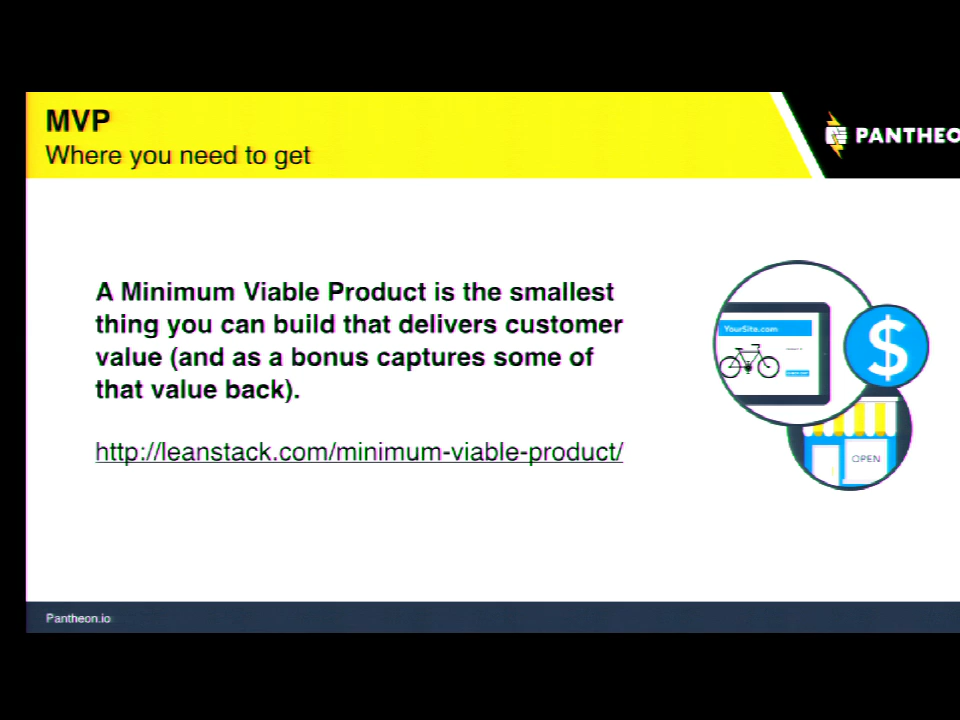 MVP
Where you need to get
PANTHEO
A Minimum Viable Product is the smallest
thing you can build that delivers customer
value (and as a bonus captures some of
that value back).
http://leanstack.com/minimum-viable-product/
YourSite.com
$
OPEN
Pantheon.io